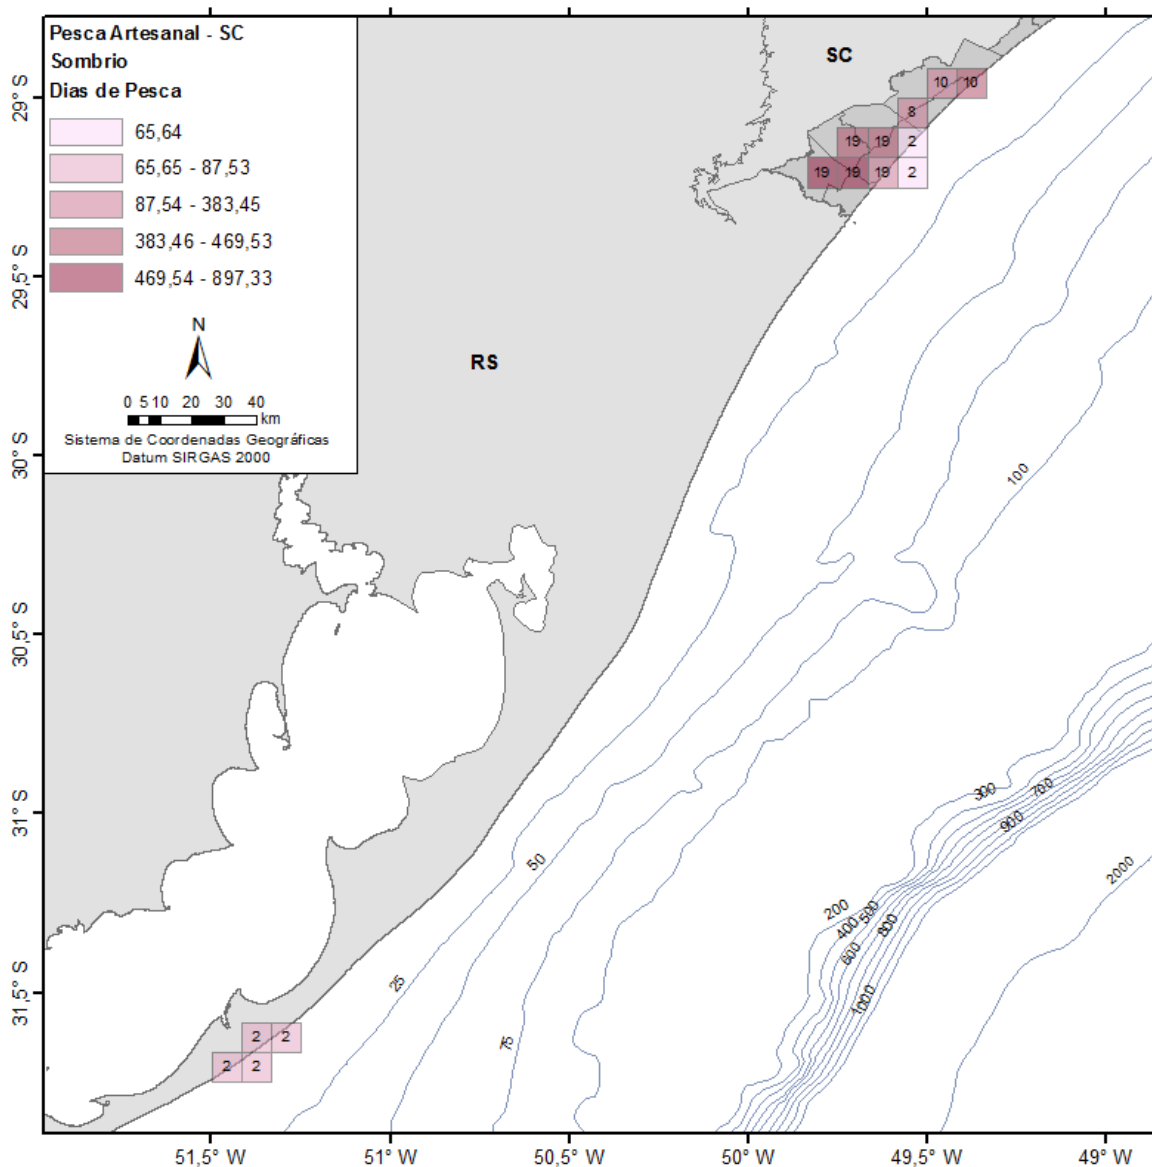 Pesca Artesanal - SC
Sombrio
Dias de Pesca
65,64
65,65 - 87,53
87,54 - 383,45
383,46 - 469,53
469,54 - 897,33
N
0 5 10 20 30 40
km
Sistema de Coordenadas Geográficas
Datum SIRGAS 2000
SC
RS
10 10
8
19 19 2
19 19 19 2
100
50
25
75
300
700
900
200
500
400
800
600
1000
2000
2 2
2 2
29° S
29,5° S
30° S
30,5° S
31° S
31,5° S
51,5° W
51° W
50,5° W
50° W
49,5° W
49° W